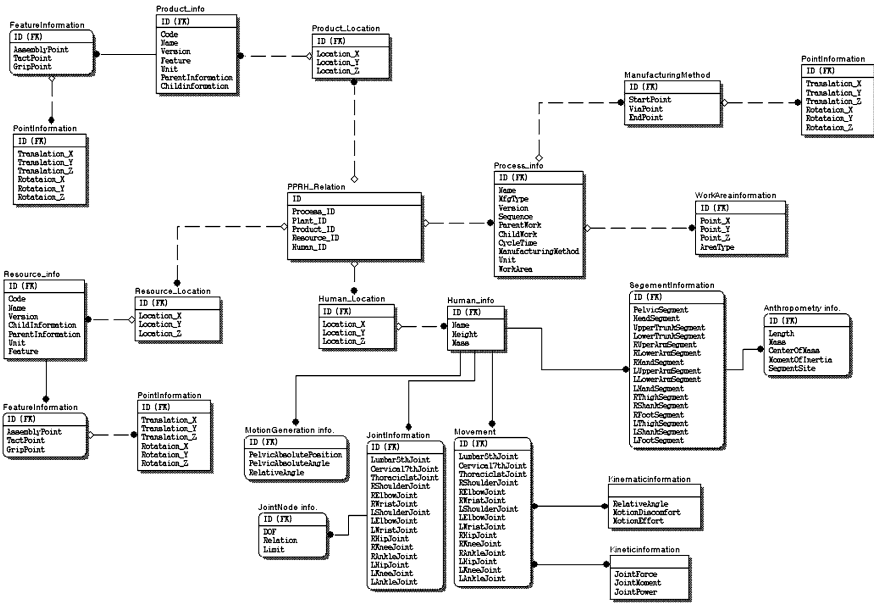 Product_info
ID (FK)
Code
Name
Version
Feature
Unit
ParentInformation
Childinformation
FeatureInformation
ID (FK)
AssemblyPoint
TactPoint
GripPoint
Product_Location
ID (FK)
Location_X
Location_Y
Location_Z
PointInformation
ID (FK)
Translation_X
Translation_Y
Translation_Z
Rotataion_X
Rotataion_Y
Rotataion_Z
ManufacturingMethod
ID (FK)
StartPoint
ViaPoint
EndPoint
PointInformation
ID (FK)
Translation_X
Translation_Y
Translation_Z
Rotataion_X
Rotataion_Y
Rotataion_Z
PPRH_Relation
ID
Process_ID
Plant_ID
Product_ID
Resource_ID
Human_ID
Process_info
ID (FK)
Name
MfgType
Version
Sequence
ParentWork
ChildWork
CycleTime
ManufacturingMethod
Unit
WorkArea
WorkAreainformation
ID (FK)
Point_X
Point_Y
Point_Z
AreaType
Resource_info
ID (FK)
Code
Name
Version
ChildInformation
ParentInformation
Unit
Feature
Resource_Location
ID (FK)
Location_X
Location_Y
Location_Z
Human_Location
ID (FK)
Location_X
Location_Y
Location_Z
Human_info
ID (FK)
Name
Height
Mass
SegementInformation
ID (FK)
PelvicSegment
HeadSegment
UpperTrunkSegment
LowerTrunkSegment
RUperArmSegment
RLowerArmSegment
RHandSegment
LUpperArmSegment
LLowerArmSegment
LHandSegment
RThighSegment
RShankSegment
RFootSegment
LThighSegment
LShankSegment
LFootSegment
Anthropometry info.
ID (FK)
Length
Mass
CenterOfMass
MomentOfInertia
SegmentSite
FeatureInformation
ID (FK)
AssemblyPoint
TactPoint
GripPoint
PointInformation
ID (FK)
Translation_X
Translation_Y
Translation_Z
Rotataion_X
Rotataion_Y
Rotataion_Z
MotionGeneration info.
ID (FK)
PelvicAbsolutePosition
PelvicAbsoluteAngle
RelativeAngle
JointInformation
ID (FK)
Lumbar5thJoint
Cervical7thJoint
Thoracic1stJoint
RShoulderJoint
RElbowJoint
RWristJoint
LShoulderJoint
LElbowJoint
LWristJoint
RHipJoint
RKneeJoint
RAnkleJoint
LHipJoint
LKneeJoint
LAnkleJoint
Movement
ID (FK)
Lumbar5thJoint
Cervical7thJoint
Thoracic1stJoint
RShoulderJoint
RElbowJoint
RWristJoint
LShoulderJoint
LElbowJoint
LWristJoint
RHipJoint
RKneeJoint
RAnkleJoint
LHipJoint
LKneeJoint
LAnkleJoint
JointNode info.
ID (FK)
DOF
Relation
Limit
Kinematicinformation
ID (FK)
RelativeAngle
MotionDiscomfort
MotionEffort
Kineticinformation
ID (FK)
JointForce
JointMoment
JointPower